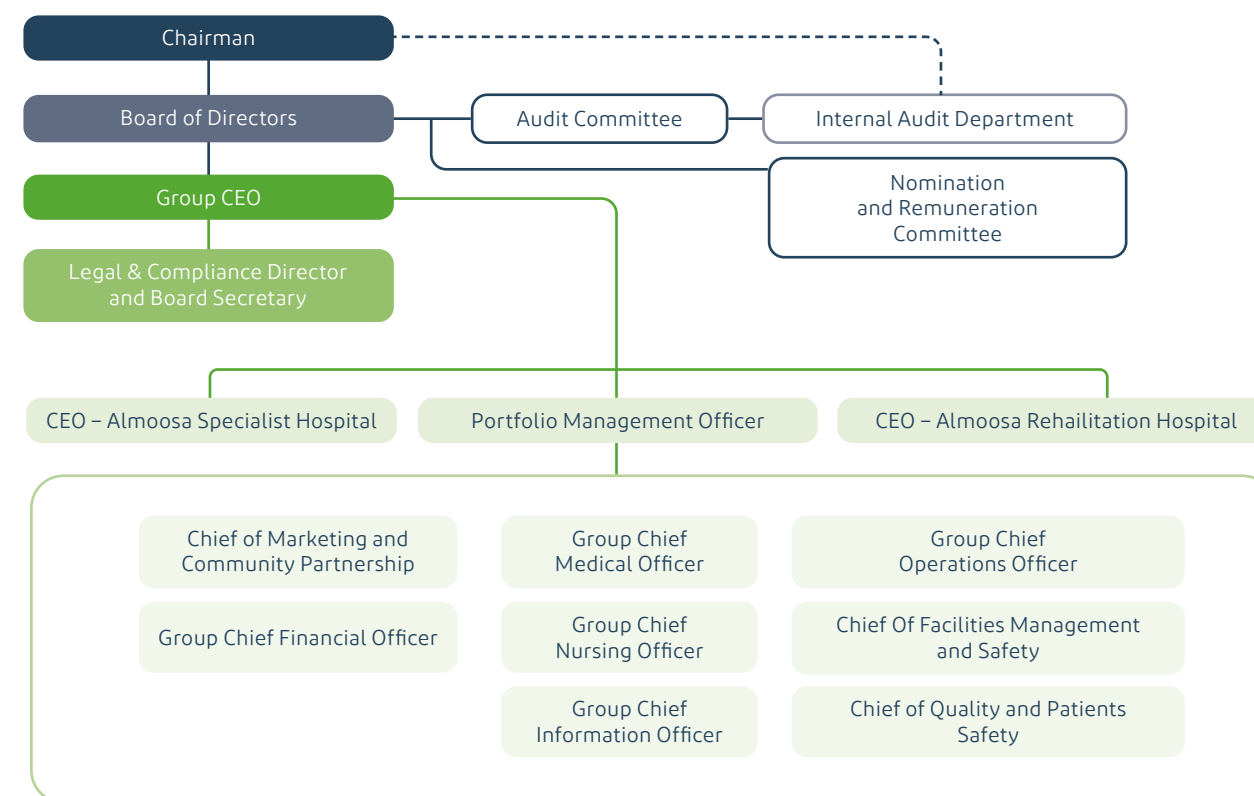 Chairman
Board of Directors
Audit Committee
Internal Audit Department
Group CEO
Nomination
and Remuneration
Committee
Legal & Compliance Director
and Board Secretary
CEO – Almoosa Specialist Hospital
Portfolio Management Officer
CEO – Almoosa Rehailitation Hospital
Chief of Marketing and
Community Partnership
Group Chief
Medical Officer
Group Chief
Operations Officer
Group Chief Financial Officer
Group Chief
Nursing Officer
Chief Of Facilities Management
and Safety
Group Chief
Information Officer
Chief of Quality and Patients
Safety